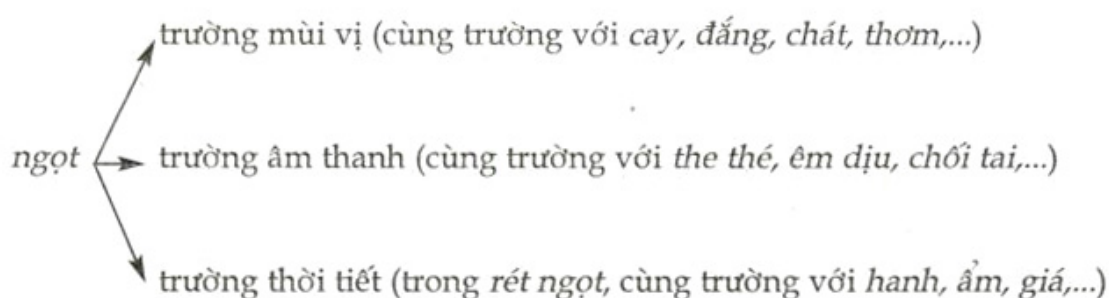 trường mùi vị (cùng trường với cay, đắng, chát, thơm,...)
ngọt trường âm thanh (cùng trường với the thé, êm dịu, chối tai,...)
trường thời tiết (trong rét ngọt, cùng trường với hanh, ẩm, giá,...)